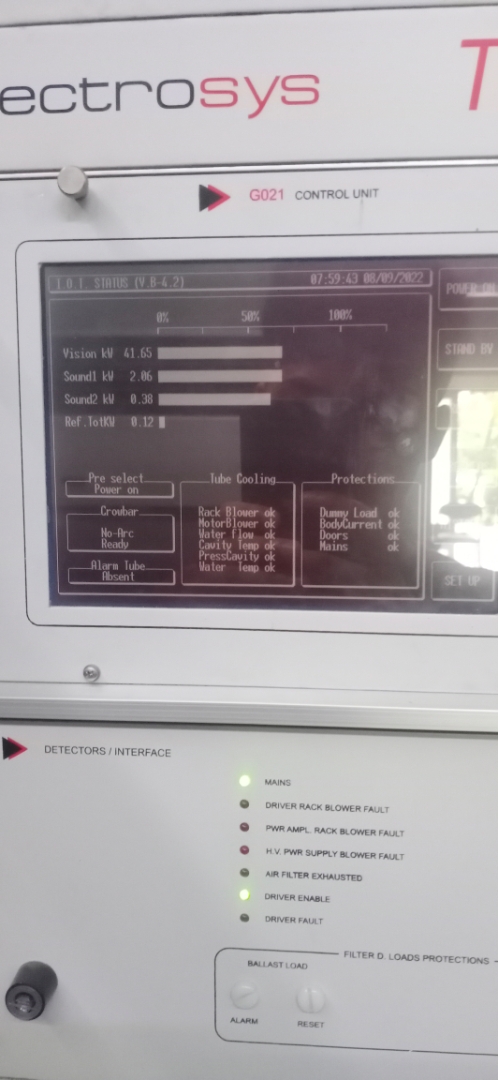 ectrosys T
G021 CONTROL UNIT
I.O.T. STATUS (V.B-4.2) 07:59:43 08/09/2022
POWER ON
0% 50% 100%
Vision kW 41.65
STAND BY
Sound1 kW 2.06
Sound2 kW 0.38
Ref.TotKW 0.12
Pre select
Power on
Crowbar
No-Arc
Ready
Alarm Tube
Absent
Tube Cooling
Rack Blower ok
MotorBlower ok
Water flow ok
Cavity Temp ok
PressCavity ok
Water Temp ok
Protections
Dummy Load ok
BodyCurrent ok
Doors ok
Mains ok
SET UP
DETECTORS / INTERFACE
MAINS
DRIVER RACK BLOWER FAULT
PWR AMPL. RACK BLOWER FAULT
H.V. PWR SUPPLY BLOWER FAULT
AIR FILTER EXHAUSTED
DRIVER ENABLE
DRIVER FAULT
FILTER D. LOADS PROTECTIONS
BALLAST LOAD
ALARM RESET